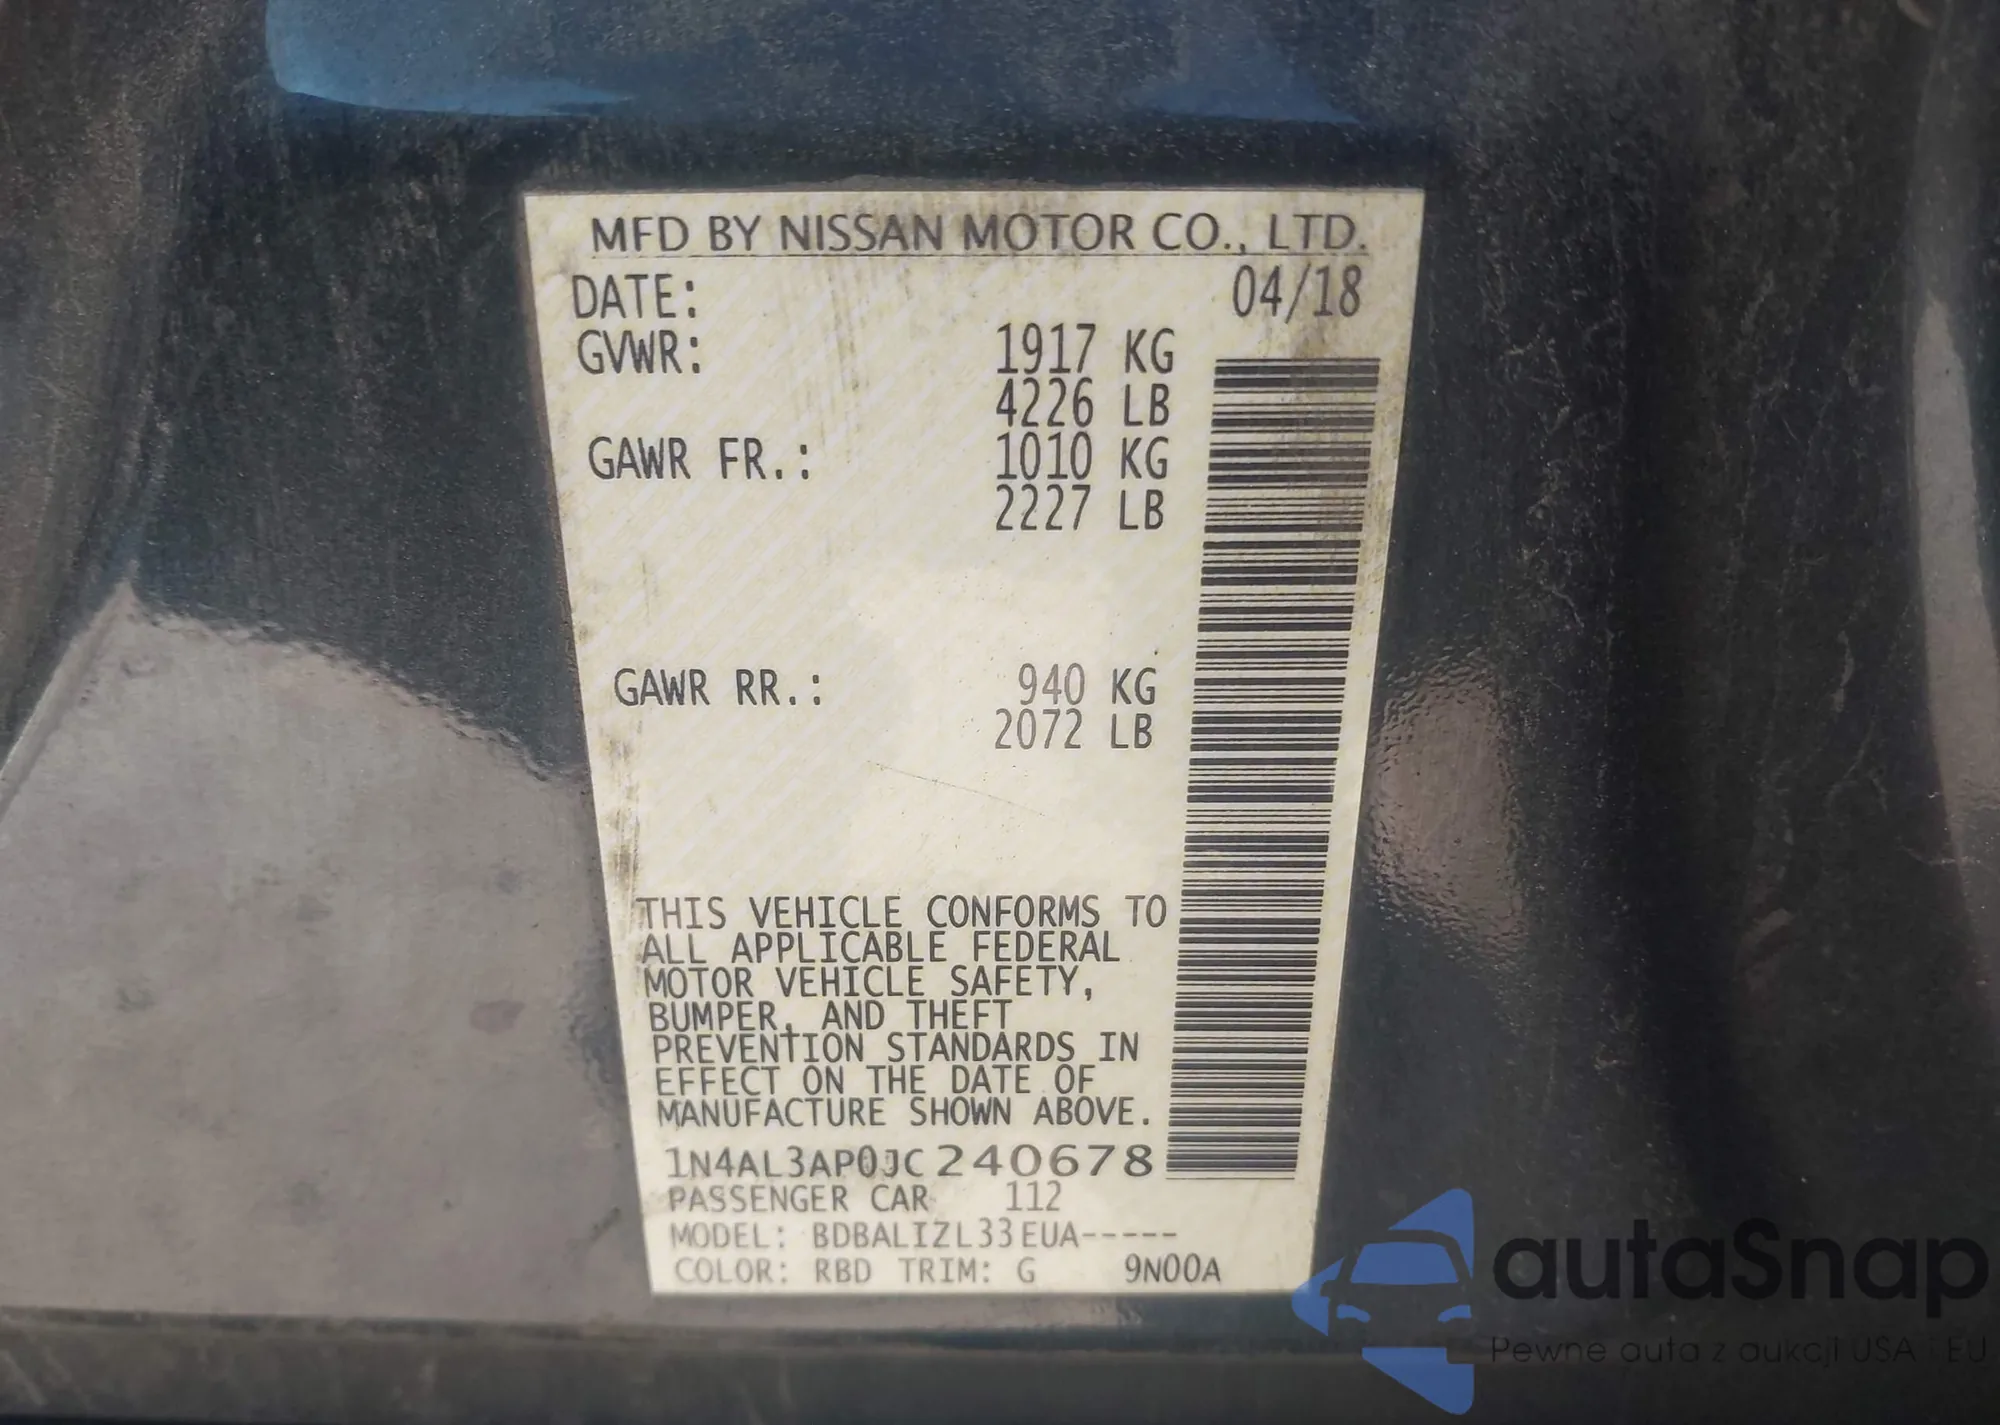 MFD BY NISSAN MOTOR CO., LTD.
DATE: 04/18
GVWR: 1917 KG
4226 LB
GAWR FR.: 1010 KG
2227 LB
GAWR RR.: 940 KG
2072 LB
THIS VEHICLE CONFORMS TO
ALL APPLICABLE FEDERAL
MOTOR VEHICLE SAFETY,
BUMPER, AND THEFT
PREVENTION STANDARDS IN
EFFECT ON THE DATE OF
MANUFACTURE SHOWN ABOVE.
1N4AL3AP0JC240678
PASSENGER CAR 112
MODEL: BDBALIZL33EUA-----
COLOR: RBD TRIM: G 9N00A
autaSnap
Pewne auta z aukcji USA i EU